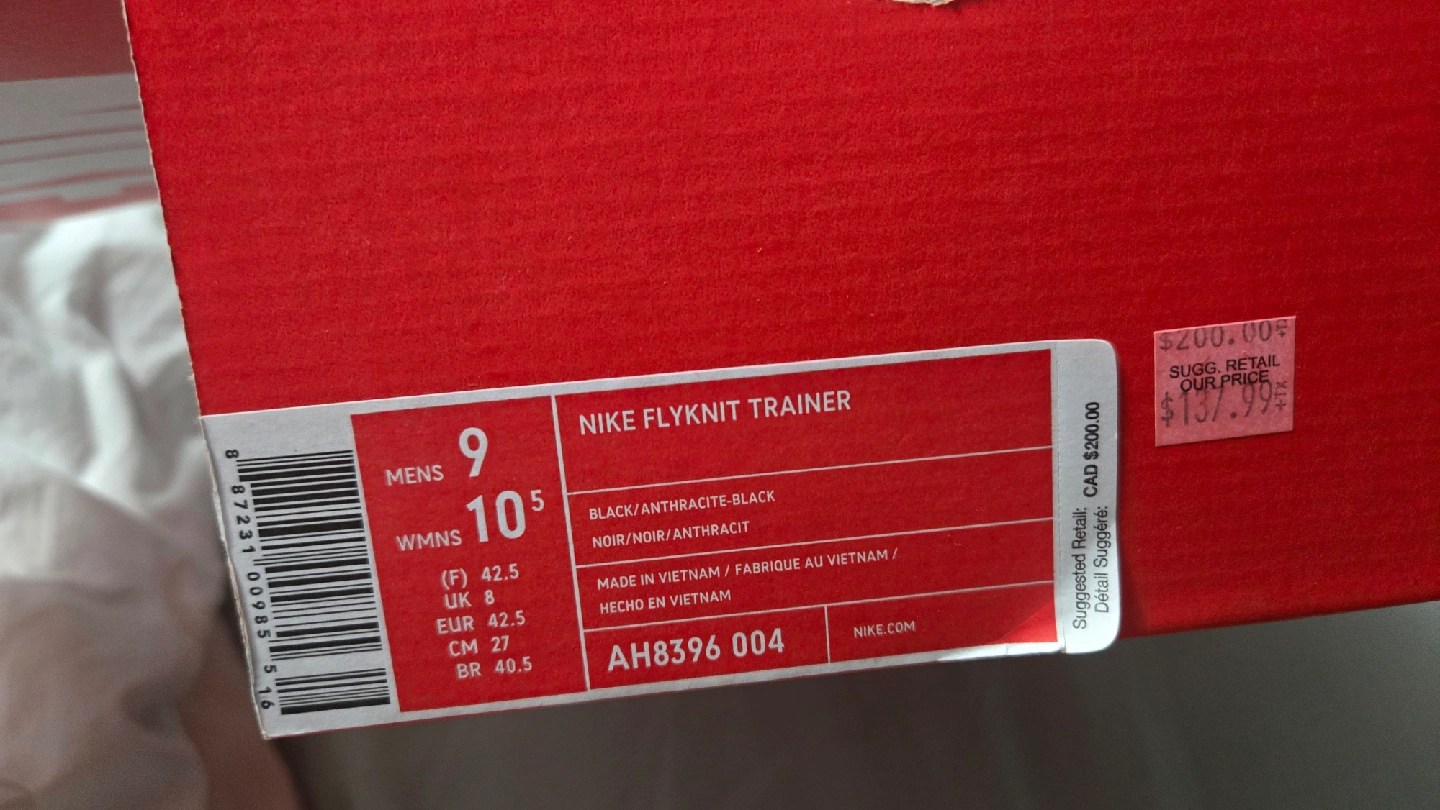 8 87231 00985 5 16
MENS 9
WMNS 10 5
(F) 42.5
UK 8
EUR 42.5
CM 27
BR 40.5
NIKE FLYKNIT TRAINER
BLACK/ANTHRACITE-BLACK
NOIR/NOIR/ANTHRACIT
MADE IN VIETNAM / FABRIQUE AU VIETNAM /
HECHO EN VIETNAM
AH8396 004
NIKE.COM
Suggested Retail: CAD $200.00
Détail Suggéré:
$200.00
SUGG. RETAIL
OUR PRICE
$137.99+TX